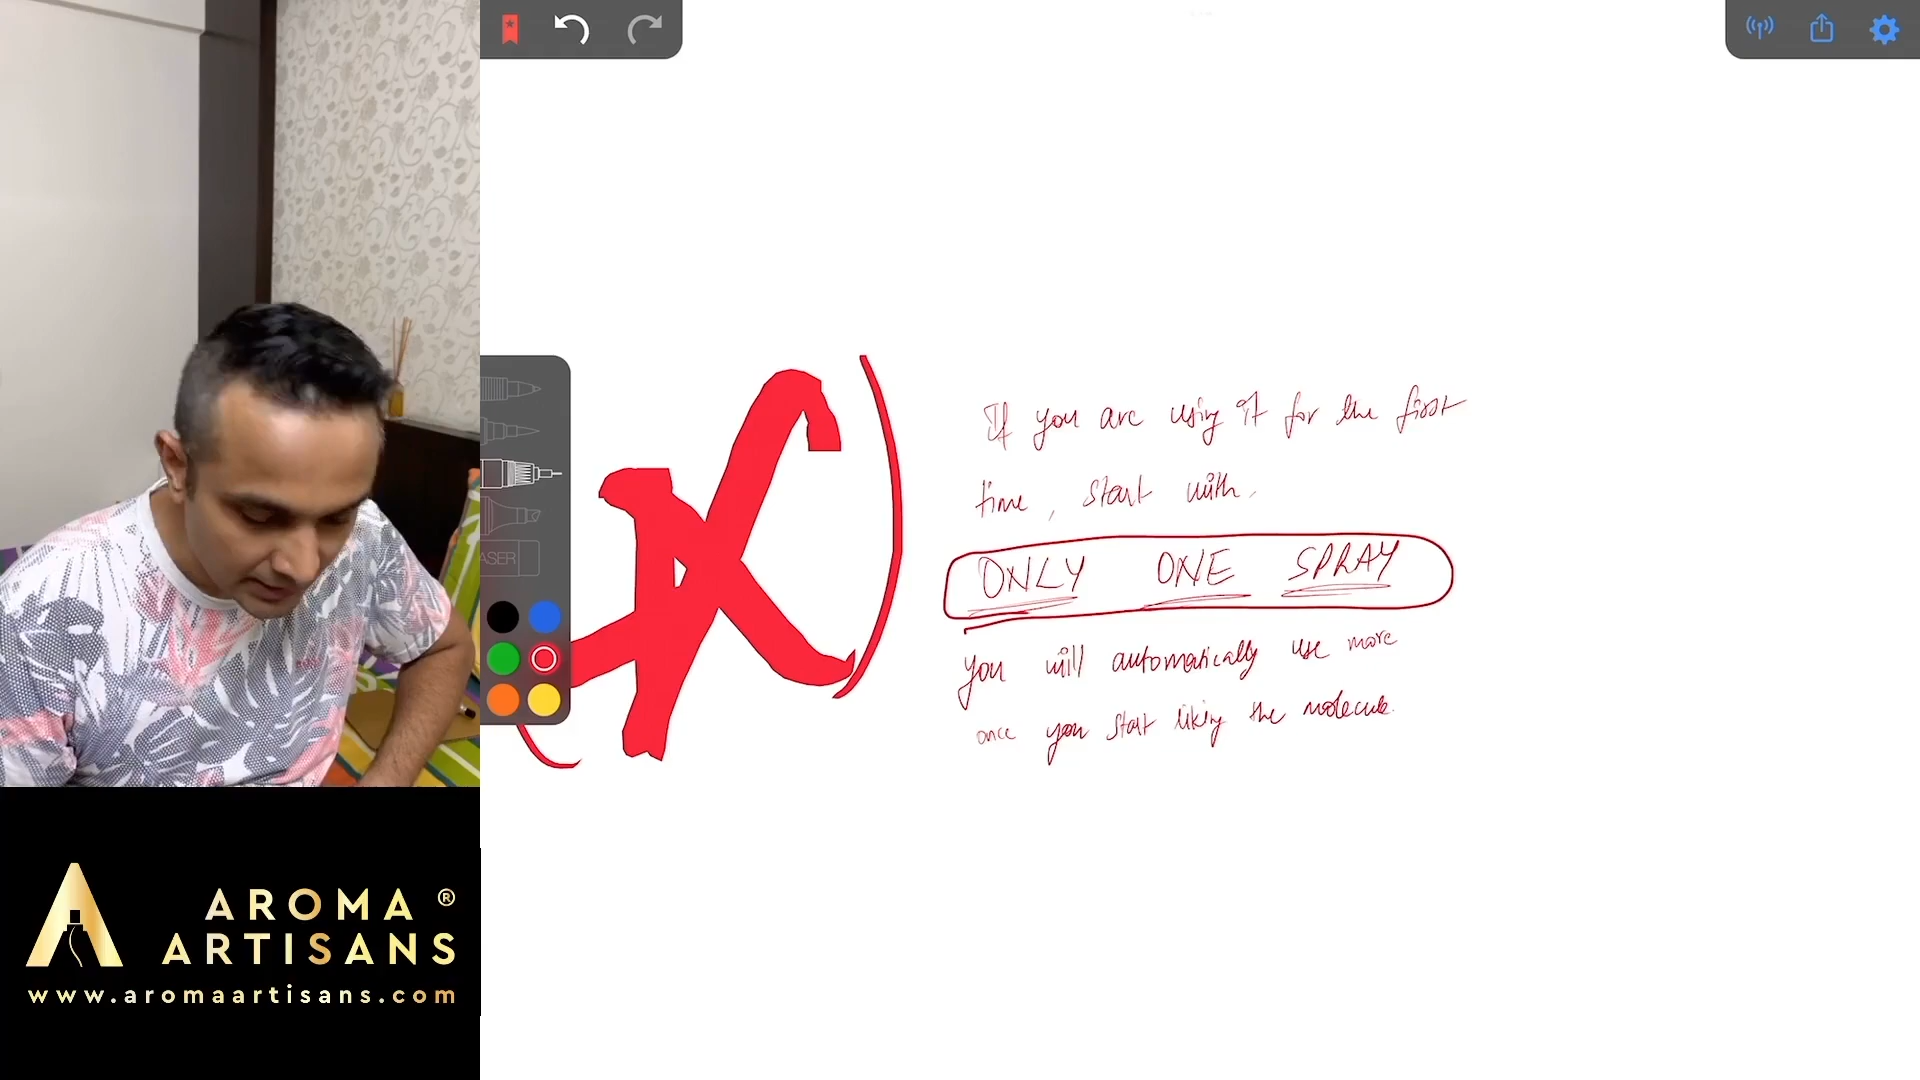 If you are using it for the first
time, start with,
ONLY ONE SPRAY
you will automatically use more
once you start liking the molecule.
ERASER
AROMA ®
ARTISANS
www.aromaartisans.com